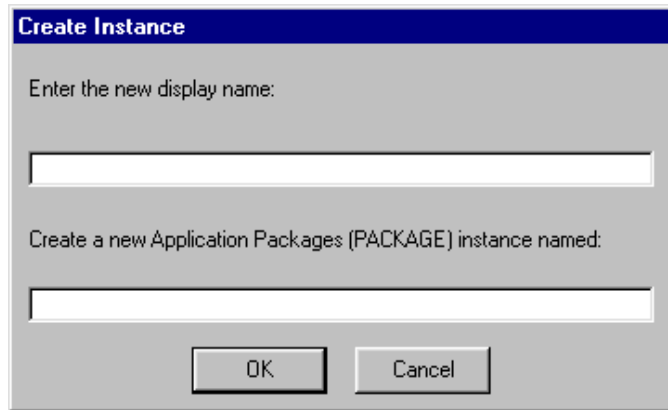 Create Instance
Enter the new display name:
Create a new Application Packages (PACKAGE) instance named:
OK Cancel